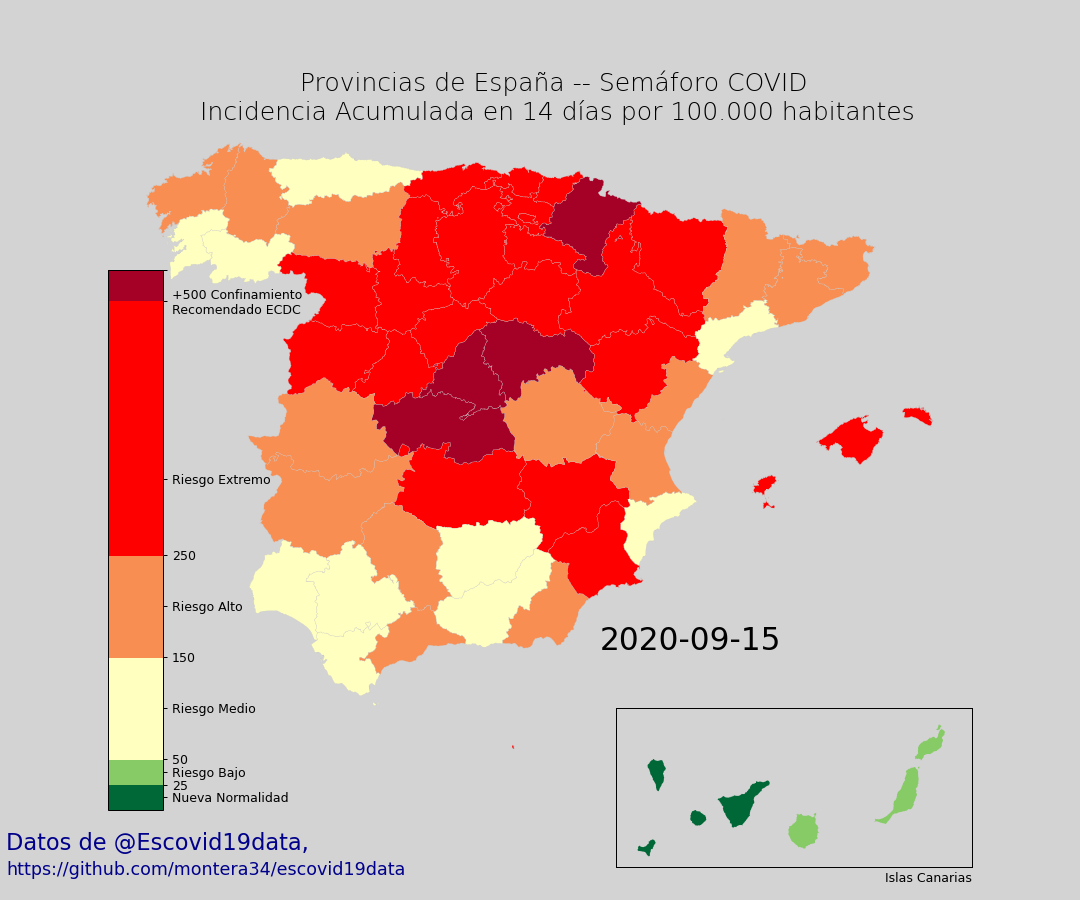 Provincias de España -- Semáforo COVID
Incidencia Acumulada en 14 días por 100.000 habitantes
+500 Confinamiento
Recomendado ECDC
Riesgo Extremo
250
Riesgo Alto
150
Riesgo Medio
50
Riesgo Bajo
25
Nueva Normalidad
2020-09-15
Islas Canarias
Datos de @Escovid19data,
https://github.com/montera34/escovid19data